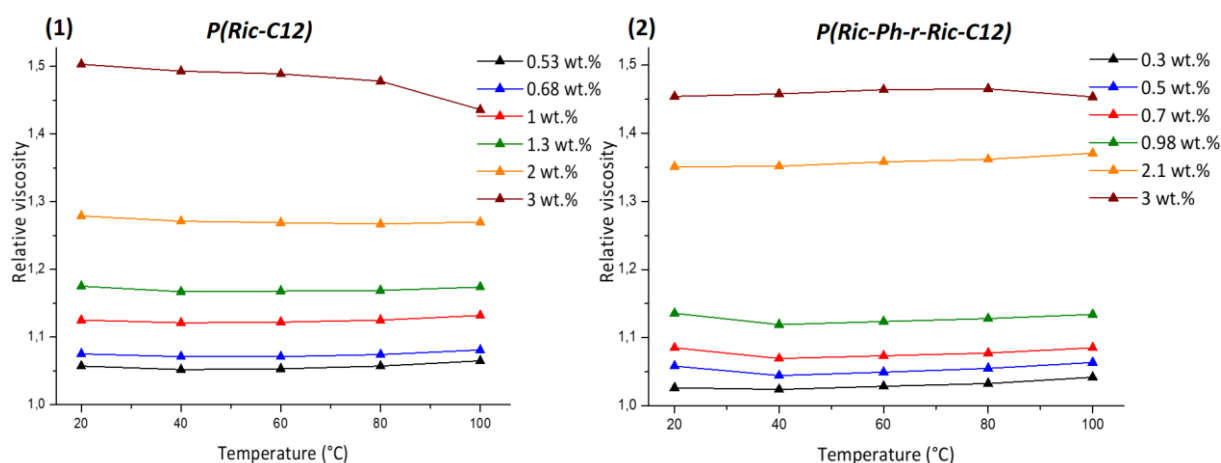 (1)
P(Ric-C12)
0.53 wt.%
0.68 wt.%
1 wt.%
1.3 wt.%
2 wt.%
3 wt.%
1,5
1,4
1,3
1,2
1,1
1,0
Relative viscosity
20 40 60 80 100
Temperature (°C)
(2)
P(Ric-Ph-r-Ric-C12)
0.3 wt.%
0.5 wt.%
0.7 wt.%
0.98 wt.%
2.1 wt.%
3 wt.%
1,5
1,4
1,3
1,2
1,1
1,0
Relative viscosity
20 40 60 80 100
Temperature (°C)